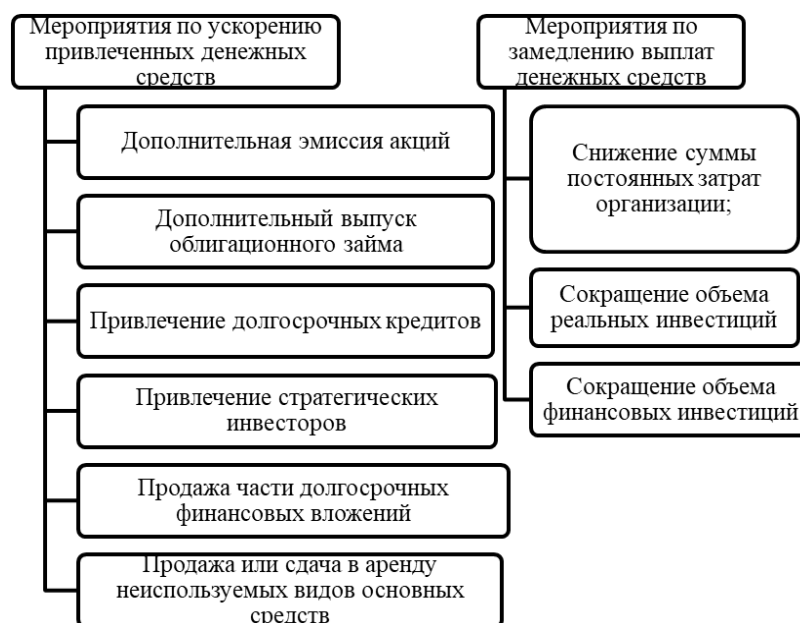 Мероприятия по ускорению
привлеченных денежных
средств
Дополнительная эмиссия акций
Дополнительный выпуск
облигационного займа
Привлечение долгосрочных кредитов
Привлечение стратегических
инвесторов
Продажа части долгосрочных
финансовых вложений
Продажа или сдача в аренду
неиспользуемых видов основных
средств
Мероприятия по
замедлению выплат
денежных средств
Снижение суммы
постоянных затрат
организации;
Сокращение объема
реальных инвестиций
Сокращение объема
финансовых инвестиций